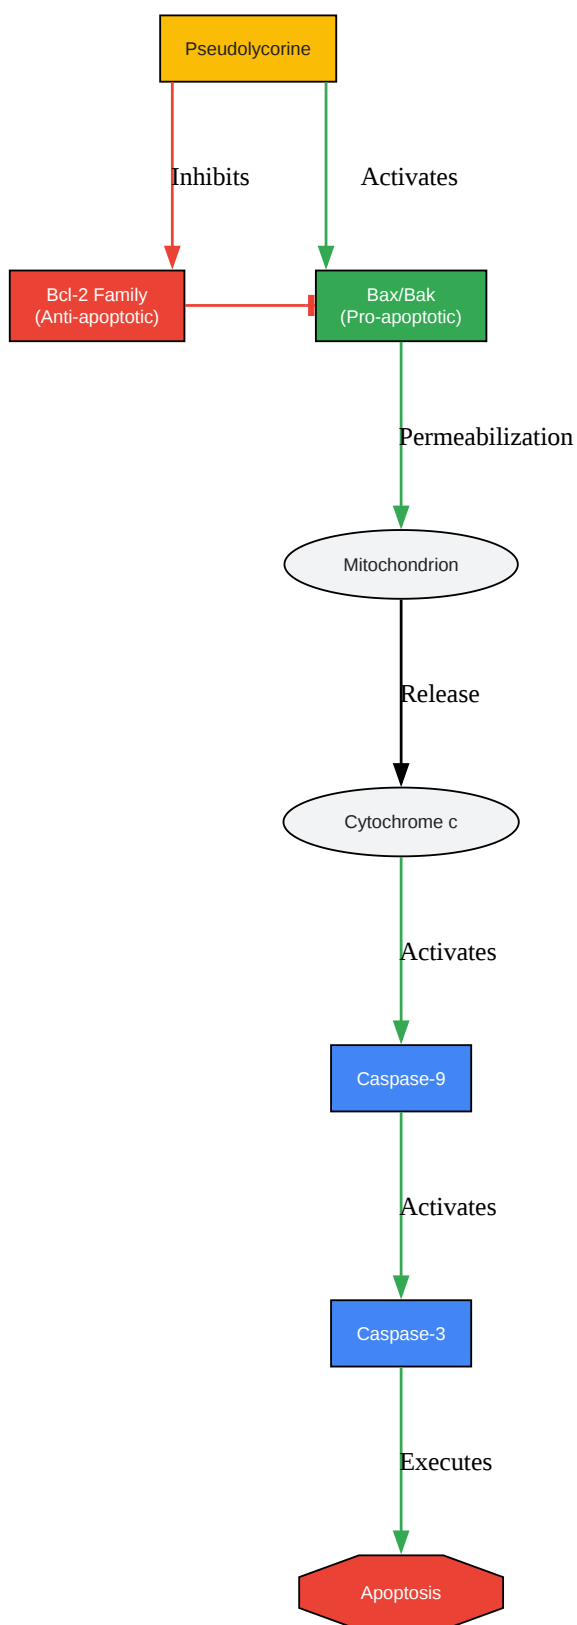 Pseudolycorine
Inhibits
Activates
Bcl-2 Family
(Anti-apoptotic)
Bax/Bak
(Pro-apoptotic)
Permeabilization
Mitochondrion
Release
Cytochrome c
Activates
Caspase-9
Activates
Caspase-3
Executes
Apoptosis